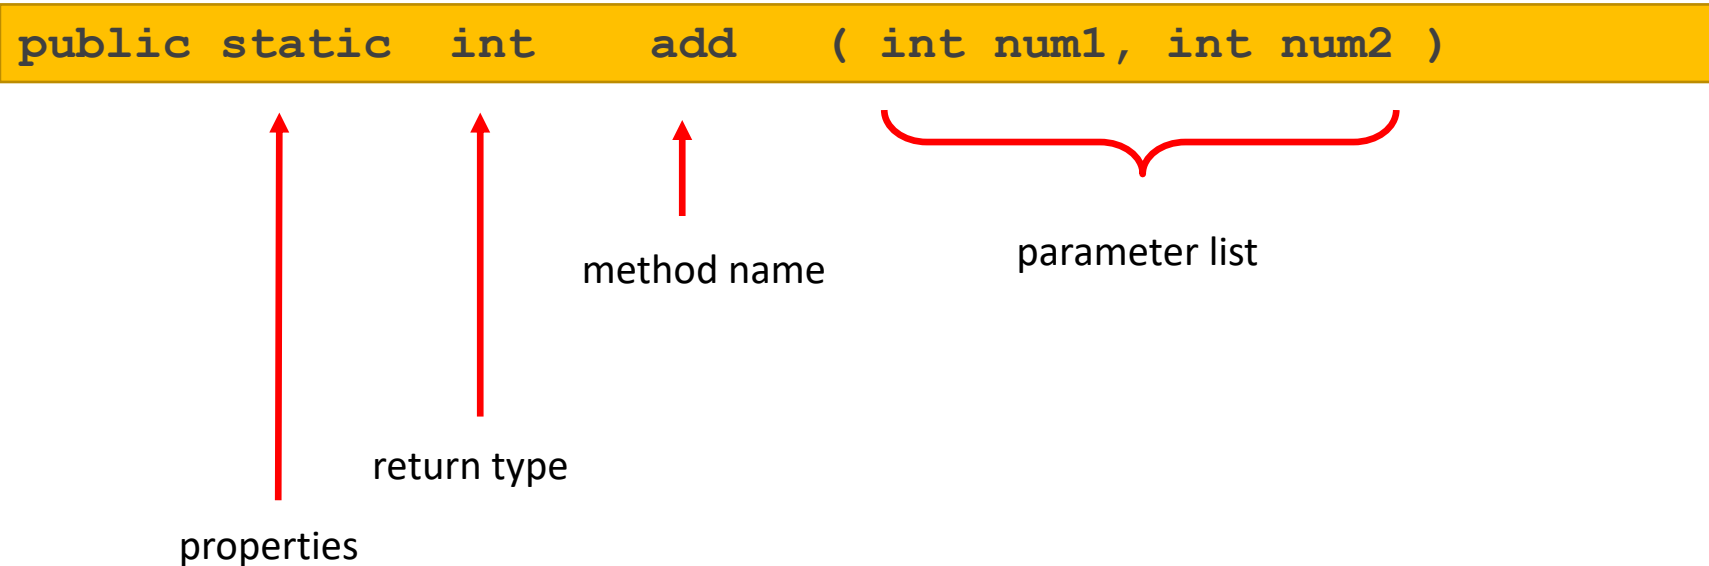 public static int add ( int num1, int num2 )
parameter list
method name
return type
properties